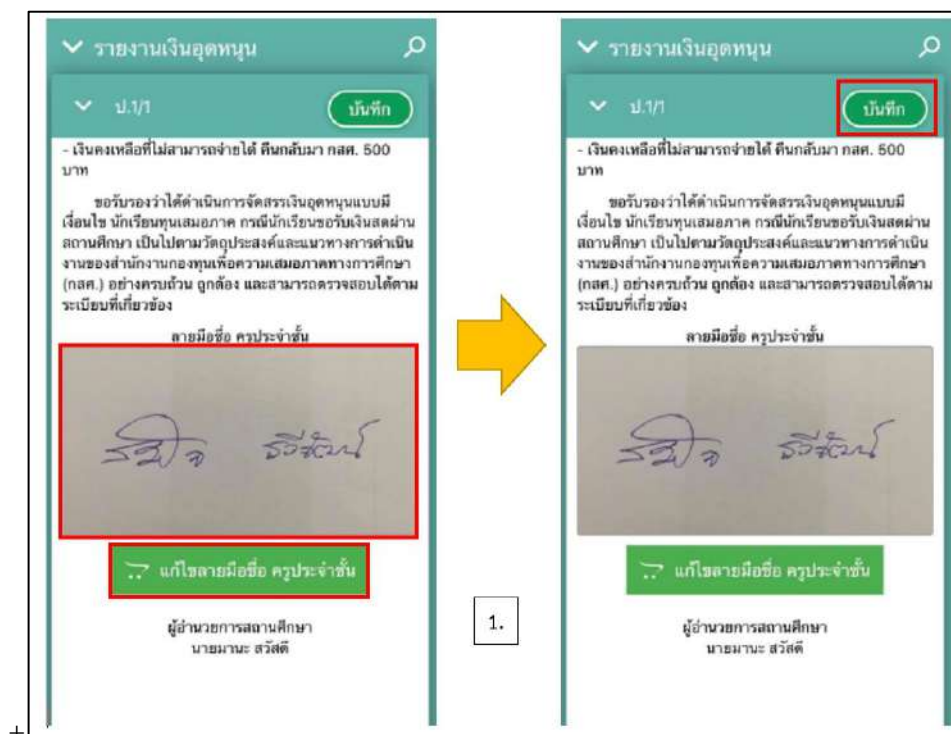 รายงานเงินอุดหนุน
ป.1/1
บันทึก
- เงินคงเหลือที่ไม่สามารถจ่ายได้ คืนกลับมา กสศ. 500
บาท
ขอรับรองว่าได้ดำเนินการจัดสรรเงินอุดหนุนแบบมี
เงื่อนไข นักเรียนทุนเสมอภาค กรณีนักเรียนขอรับเงินสดผ่าน
สถานศึกษา เป็นไปตามวัตถุประสงค์และแนวทางการดำเนิน
งานของสำนักงานกองทุนเพื่อความเสมอภาคทางการศึกษา
(กสศ.) อย่างครบถ้วน ถูกต้อง และสามารถตรวจสอบได้ตาม
ระเบียบที่เกี่ยวข้อง
ลายมือชื่อ ครูประจำชั้น
แก้ไขลายมือชื่อ ครูประจำชั้น
ผู้อำนวยการสถานศึกษา
นายมานะ สวัสดี
1.
รายงานเงินอุดหนุน
ป.1/1
บันทึก
- เงินคงเหลือที่ไม่สามารถจ่ายได้ คืนกลับมา กสศ. 500
บาท
ขอรับรองว่าได้ดำเนินการจัดสรรเงินอุดหนุนแบบมี
เงื่อนไข นักเรียนทุนเสมอภาค กรณีนักเรียนขอรับเงินสดผ่าน
สถานศึกษา เป็นไปตามวัตถุประสงค์และแนวทางการดำเนิน
งานของสำนักงานกองทุนเพื่อความเสมอภาคทางการศึกษา
(กสศ.) อย่างครบถ้วน ถูกต้อง และสามารถตรวจสอบได้ตาม
ระเบียบที่เกี่ยวข้อง
ลายมือชื่อ ครูประจำชั้น
แก้ไขลายมือชื่อ ครูประจำชั้น
ผู้อำนวยการสถานศึกษา
นายมานะ สวัสดี